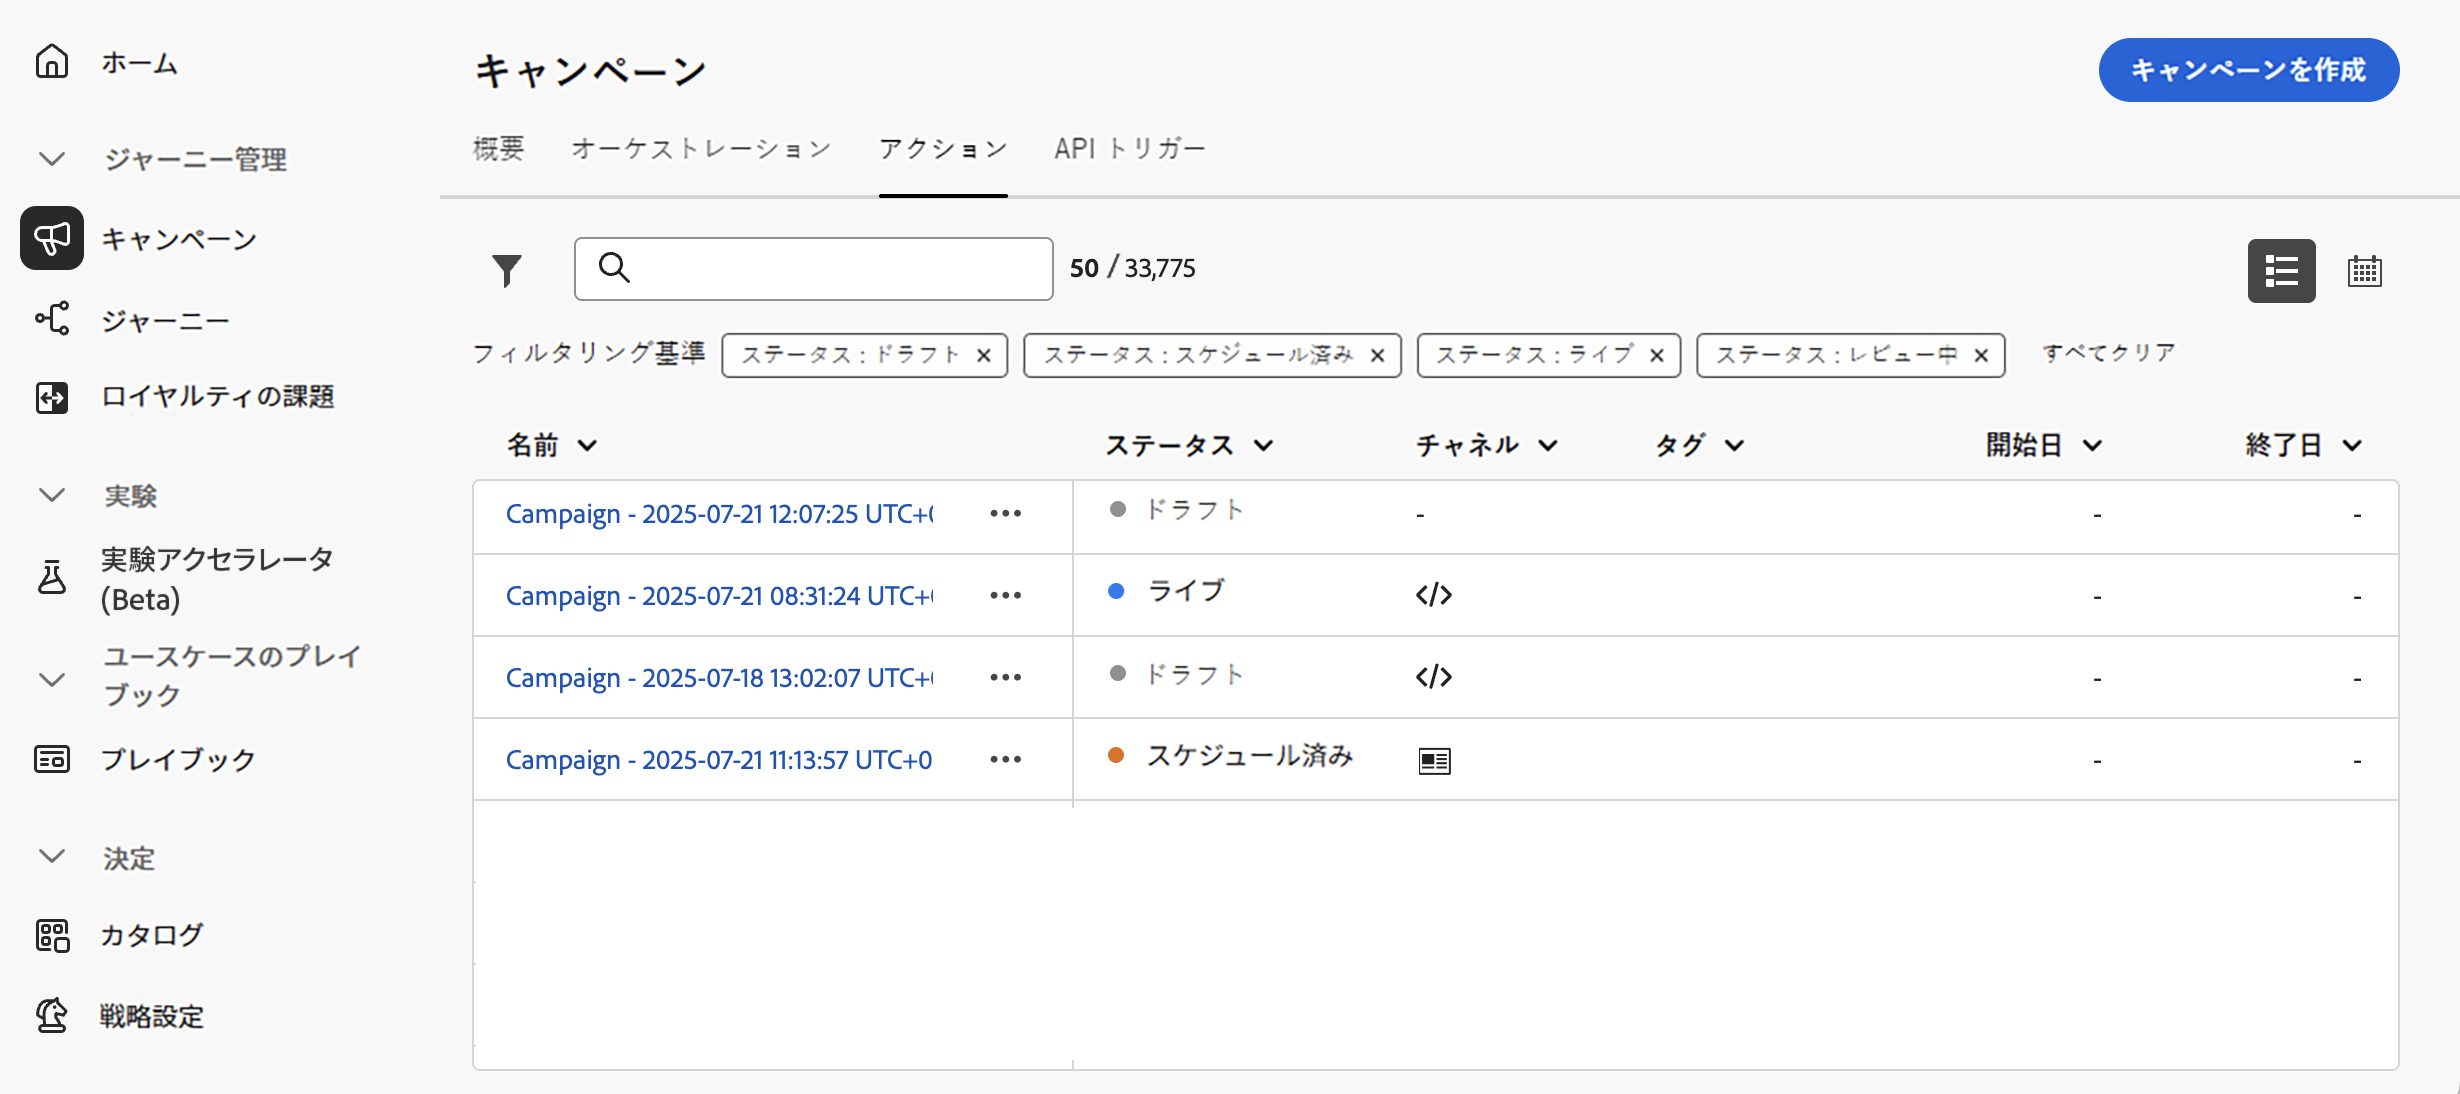 ホーム
ジャーニー管理
キャンペーン
ジャーニー
ロイヤルティの課題
実験
実験アクセラレータ
(Beta)
ユースケースのプレイ
ブック
プレイブック
決定
カタログ
戦略設定
キャンペーン
キャンペーンを作成
概要 オーケストレーション アクション API トリガー
50 / 33,775
フィルタリング基準 ステータス : ドラフト × ステータス : スケジュール済み × ステータス : ライブ × ステータス : レビュー中 × すべてクリア
名前 ステータス チャネル タグ 開始日 終了日
Campaign - 2025-07-21 12:07:25 UTC+ ドラフト - - -
Campaign - 2025-07-21 08:31:24 UTC+ ライブ - -
Campaign - 2025-07-18 13:02:07 UTC+ ドラフト - -
Campaign - 2025-07-21 11:13:57 UTC+0 スケジュール済み - -